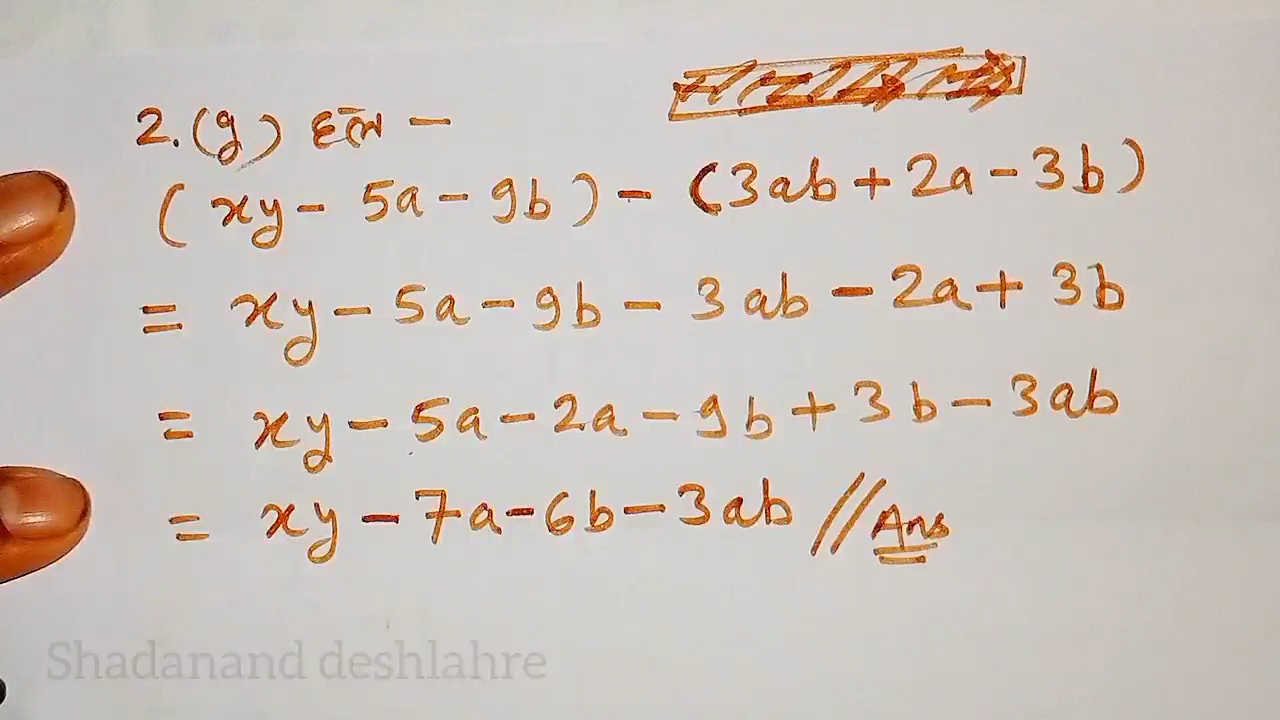 2. (g) हल –
(xy - 5a - 9b) - (3ab + 2a - 3b)
= xy - 5a - 9b - 3ab - 2a + 3b
= xy - 5a - 2a - 9b + 3b - 3ab
= xy - 7a - 6b - 3ab // Ans
Shadanand deshlahre